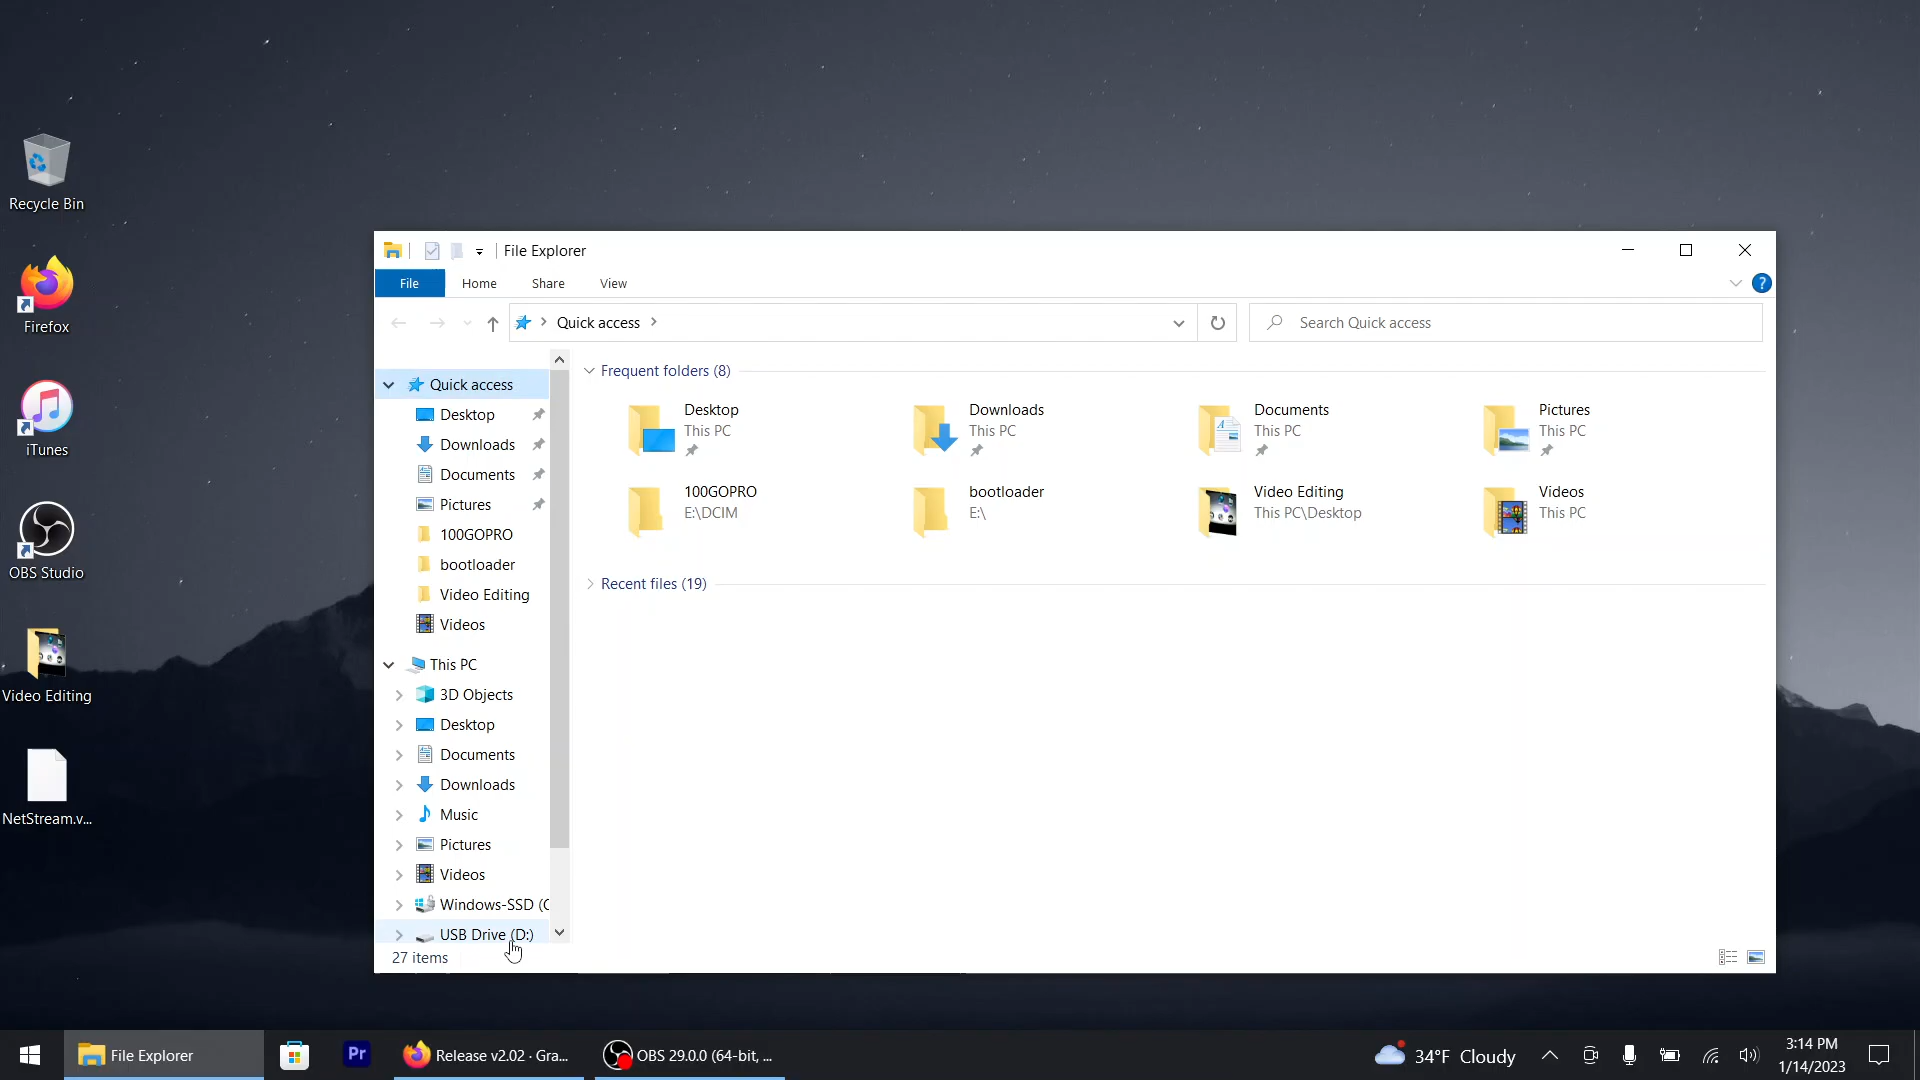 Recycle Bin
Firefox
iTunes
OBS Studio
Video Editing
NetStream.v...
File Explorer
File
Home
Share
View
?
Quick access
Search Quick access
Quick access
Desktop
Downloads
Documents
Pictures
100GOPRO
bootloader
Video Editing
Videos
This PC
3D Objects
Desktop
Documents
Downloads
Music
Pictures
Videos
Windows-SSD (C
USB Drive (D:)
27 items
Frequent folders (8)
Desktop
This PC
Downloads
This PC
Documents
This PC
Pictures
This PC
100GOPRO
E:\DCIM
bootloader
E:\
Video Editing
This PC\Desktop
Videos
This PC
Recent files (19)
File Explorer
Pr
Release v2.02 · Gra...
OBS 29.0.0 (64-bit, ...
34°F Cloudy
3:14 PM
1/14/2023